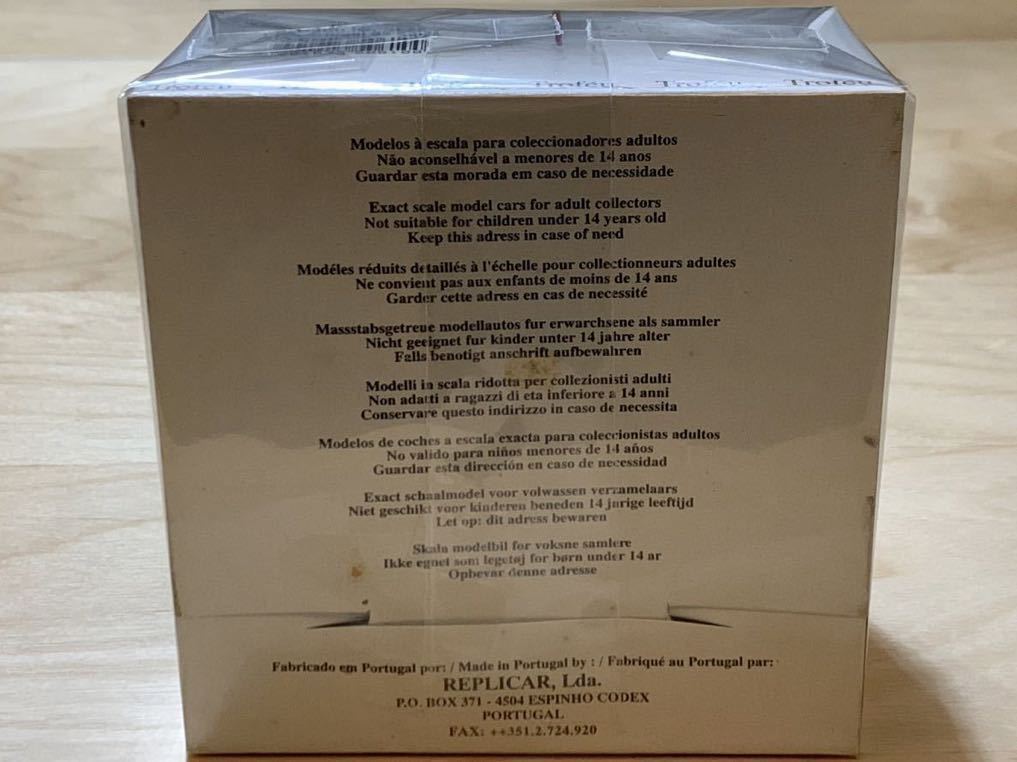 Trofeu Trofeu Trofeu Trofeu
Modelos à escala para coleccionadores adultos
Não aconselhável a menores de 14 anos
Guardar esta morada em caso de necessidade
Exact scale model cars for adult collectors
Not suitable for children under 14 years old
Keep this adress in case of need
Modéles réduits detaillés à l'échelle pour collectionneurs adultes
Ne convient pas aux enfants de moins de 14 ans
Garder cette adress en cas de necessité
Massstabsgetreue modellautos fur erwarchsene als sammler
Nicht geeignet fur kinder unter 14 jahre alter
Falls benotigt anschrift aufbewahren
Modelli in scala ridotta per collezionisti adulti
Non adatti a ragazzi di eta inferiore a 14 anni
Conservare questo indirizzo in caso de necessita
Modelos de coches a escala exacta para coleccionistas adultos
No valido para niños menores de 14 años
Guardar esta dirección en caso de necesidad
Exact schaalmodel voor volwassen verzamelaars
Niet geschikt voor kinderen beneden 14 jarige leeftijd
Let op: dit adress bewaren
Skala modelbil for voksne samlere
Ikke egnet som legetøj for børn under 14 ar
Opbevar denne adresse
Fabricado em Portugal por: / Made in Portugal by : / Fabriqué au Portugal par:
REPLICAR, Lda.
P.O. BOX 371 - 4504 ESPINHO CODEX
PORTUGAL
FAX: ++351.2.724.920